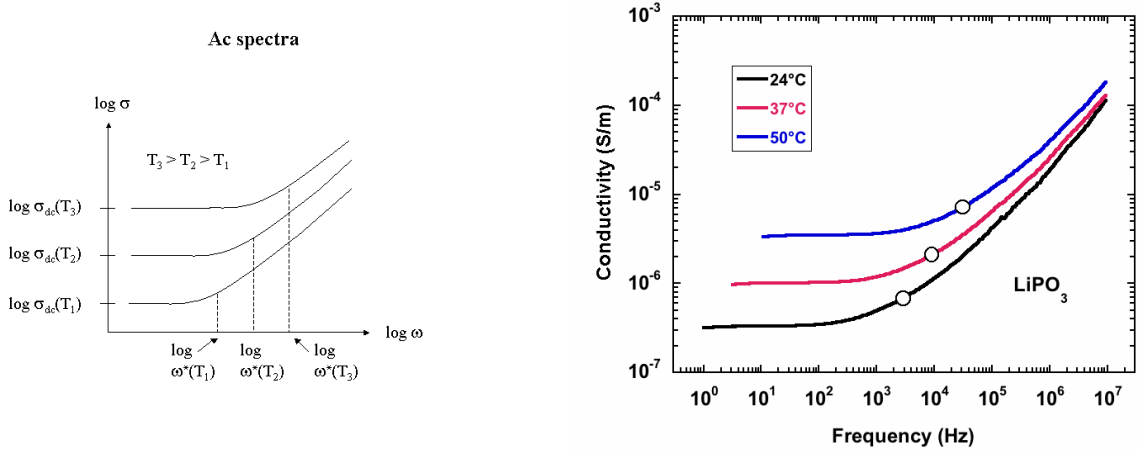 Ac spectra
log σ
T₃ > T₂ > T₁
log σdc(T₃)
log σdc(T₂)
log σdc(T₁)
log ω
log ω*(T₁)
log ω*(T₂)
log ω*(T₃)
10⁻³
10⁻⁴
10⁻⁵
10⁻⁶
10⁻⁷
Conductivity (S/m)
24°C
37°C
50°C
LiPO₃
10⁰ 10¹ 10² 10³ 10⁴ 10⁵ 10⁶ 10⁷
Frequency (Hz)